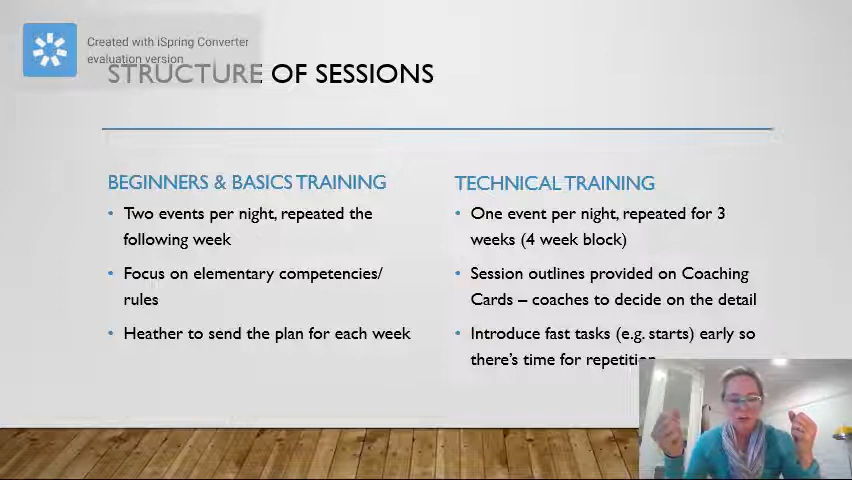 Created with iSpring Converter
evaluation version
STRUCTURE OF SESSIONS
BEGINNERS & BASICS TRAINING
• Two events per night, repeated the
following week
• Focus on elementary competencies/
rules
• Heather to send the plan for each week
TECHNICAL TRAINING
• One event per night, repeated for 3
weeks (4 week block)
• Session outlines provided on Coaching
Cards – coaches to decide on the detail
• Introduce fast tasks (e.g. starts) early so
there's time for repetition